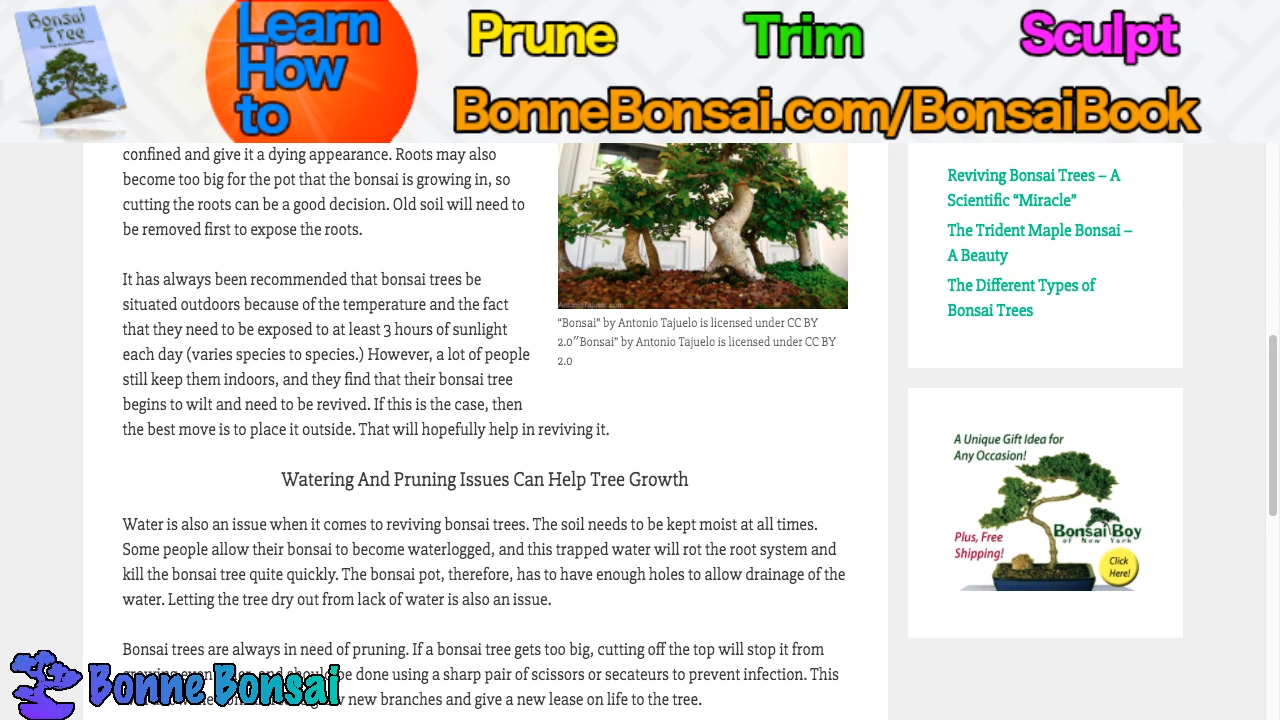 Bonsai
Tree
Learn
How
to
Prune
Trim
Sculpt
BonneBonsai.com/BonsaiBook
confined and give it a dying appearance. Roots may also
become too big for the pot that the bonsai is growing in, so
cutting the roots can be a good decision. Old soil will need to
be removed first to expose the roots.
It has always been recommended that bonsai trees be
situated outdoors because of the temperature and the fact
that they need to be exposed to at least 3 hours of sunlight
each day (varies species to species.) However, a lot of people
still keep them indoors, and they find that their bonsai tree
begins to wilt and need to be revived. If this is the case, then
the best move is to place it outside. That will hopefully help in reviving it.
AntonioTajuelo.com
“Bonsai” by Antonio Tajuelo is licensed under CC BY
2.0″Bonsai” by Antonio Tajuelo is licensed under CC BY
2.0
Watering And Pruning Issues Can Help Tree Growth
Water is also an issue when it comes to reviving bonsai trees. The soil needs to be kept moist at all times.
Some people allow their bonsai to become waterlogged, and this trapped water will rot the root system and
kill the bonsai tree quite quickly. The bonsai pot, therefore, has to have enough holes to allow drainage of the
water. Letting the tree dry out from lack of water is also an issue.
Bonsai trees are always in need of pruning. If a bonsai tree gets too big, cutting off the top will stop it from
be done using a sharp pair of scissors or secateurs to prevent infection. This
new branches and give a new lease on life to the tree.
Bonne Bonsai
Reviving Bonsai Trees – A
Scientific “Miracle”
The Trident Maple Bonsai –
A Beauty
The Different Types of
Bonsai Trees
A Unique Gift Idea for
Any Occasion!
Plus, Free
Shipping!
Bonsai Boy
of New York
Click
Here!